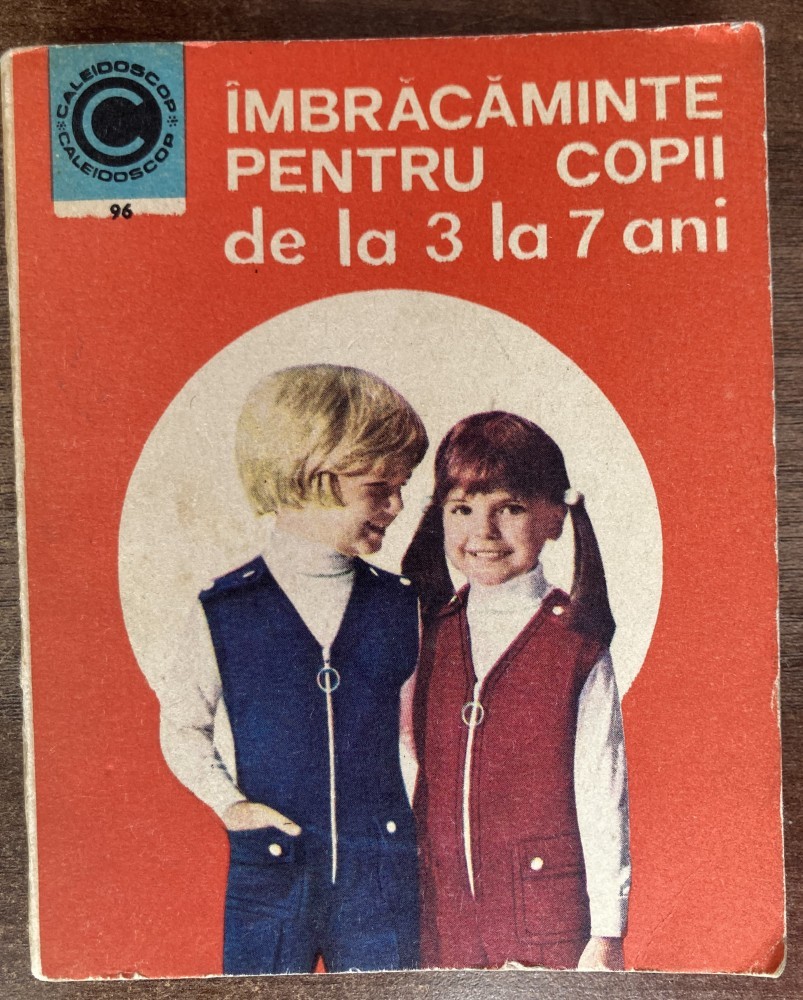 CALEIDOSCOP
C
CALEIDOSCOP
96
ÎMBRĂCĂMINTE
PENTRU COPII
de la 3 la 7 ani